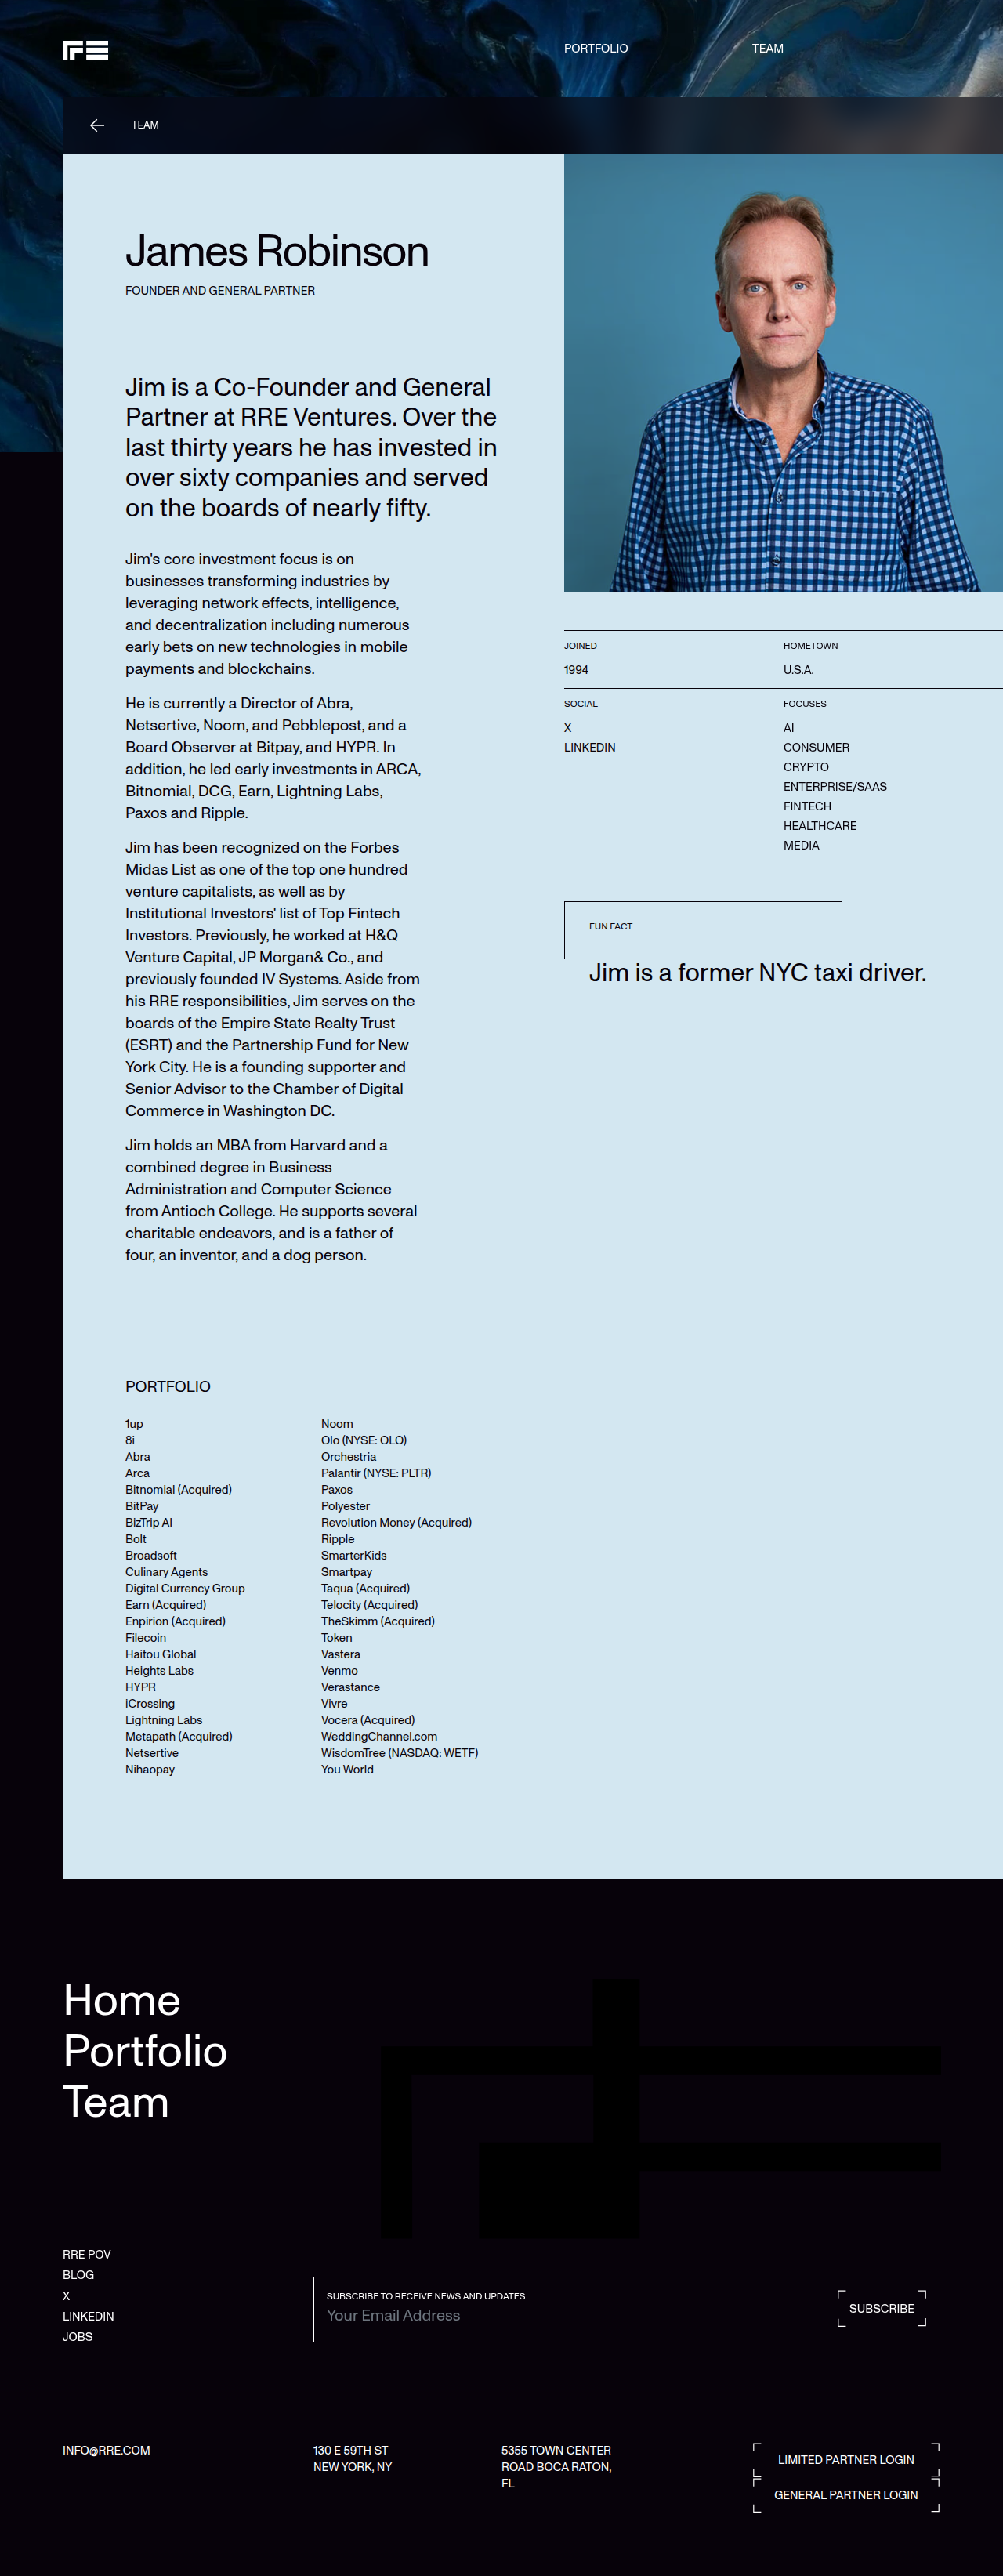 PORTFOLIO
TEAM
TEAM
James Robinson
FOUNDER AND GENERAL PARTNER
Jim is a Co-Founder and General
Partner at RRE Ventures. Over the
last thirty years he has invested in
over sixty companies and served
on the boards of nearly fifty.
Jim's core investment focus is on
businesses transforming industries by
leveraging network effects, intelligence,
and decentralization including numerous
early bets on new technologies in mobile
payments and blockchains.
He is currently a Director of Abra,
Netsertive, Noom, and Pebblepost, and a
Board Observer at Bitpay, and HYPR. In
addition, he led early investments in ARCA,
Bitnomial, DCG, Earn, Lightning Labs,
Paxos and Ripple.
Jim has been recognized on the Forbes
Midas List as one of the top one hundred
venture capitalists, as well as by
Institutional Investors' list of Top Fintech
Investors. Previously, he worked at H&Q
Venture Capital, JP Morgan& Co., and
previously founded IV Systems. Aside from
his RRE responsibilities, Jim serves on the
boards of the Empire State Realty Trust
(ESRT) and the Partnership Fund for New
York City. He is a founding supporter and
Senior Advisor to the Chamber of Digital
Commerce in Washington DC.
Jim holds an MBA from Harvard and a
combined degree in Business
Administration and Computer Science
from Antioch College. He supports several
charitable endeavors, and is a father of
four, an inventor, and a dog person.
JOINED
1994
HOMETOWN
U.S.A.
SOCIAL
X
LINKEDIN
FOCUSES
AI
CONSUMER
CRYPTO
ENTERPRISE/SAAS
FINTECH
HEALTHCARE
MEDIA
FUN FACT
Jim is a former NYC taxi driver.
PORTFOLIO
1up
8i
Abra
Arca
Bitnomial (Acquired)
BitPay
BizTrip AI
Bolt
Broadsoft
Culinary Agents
Digital Currency Group
Earn (Acquired)
Enpirion (Acquired)
Filecoin
Haitou Global
Heights Labs
HYPR
iCrossing
Lightning Labs
Metapath (Acquired)
Netsertive
Nihaopay
Noom
Olo (NYSE: OLO)
Orchestria
Palantir (NYSE: PLTR)
Paxos
Polyester
Revolution Money (Acquired)
Ripple
SmarterKids
Smartpay
Taqua (Acquired)
Telocity (Acquired)
TheSkimm (Acquired)
Token
Vastera
Venmo
Verastance
Vivre
Vocera (Acquired)
WeddingChannel.com
WisdomTree (NASDAQ: WETF)
You World
Home
Portfolio
Team
RRE POV
BLOG
X
LINKEDIN
JOBS
SUBSCRIBE TO RECEIVE NEWS AND UPDATES
Your Email Address
SUBSCRIBE
INFO@RRE.COM
130 E 59TH ST
NEW YORK, NY
5355 TOWN CENTER
ROAD BOCA RATON,
FL
LIMITED PARTNER LOGIN
GENERAL PARTNER LOGIN